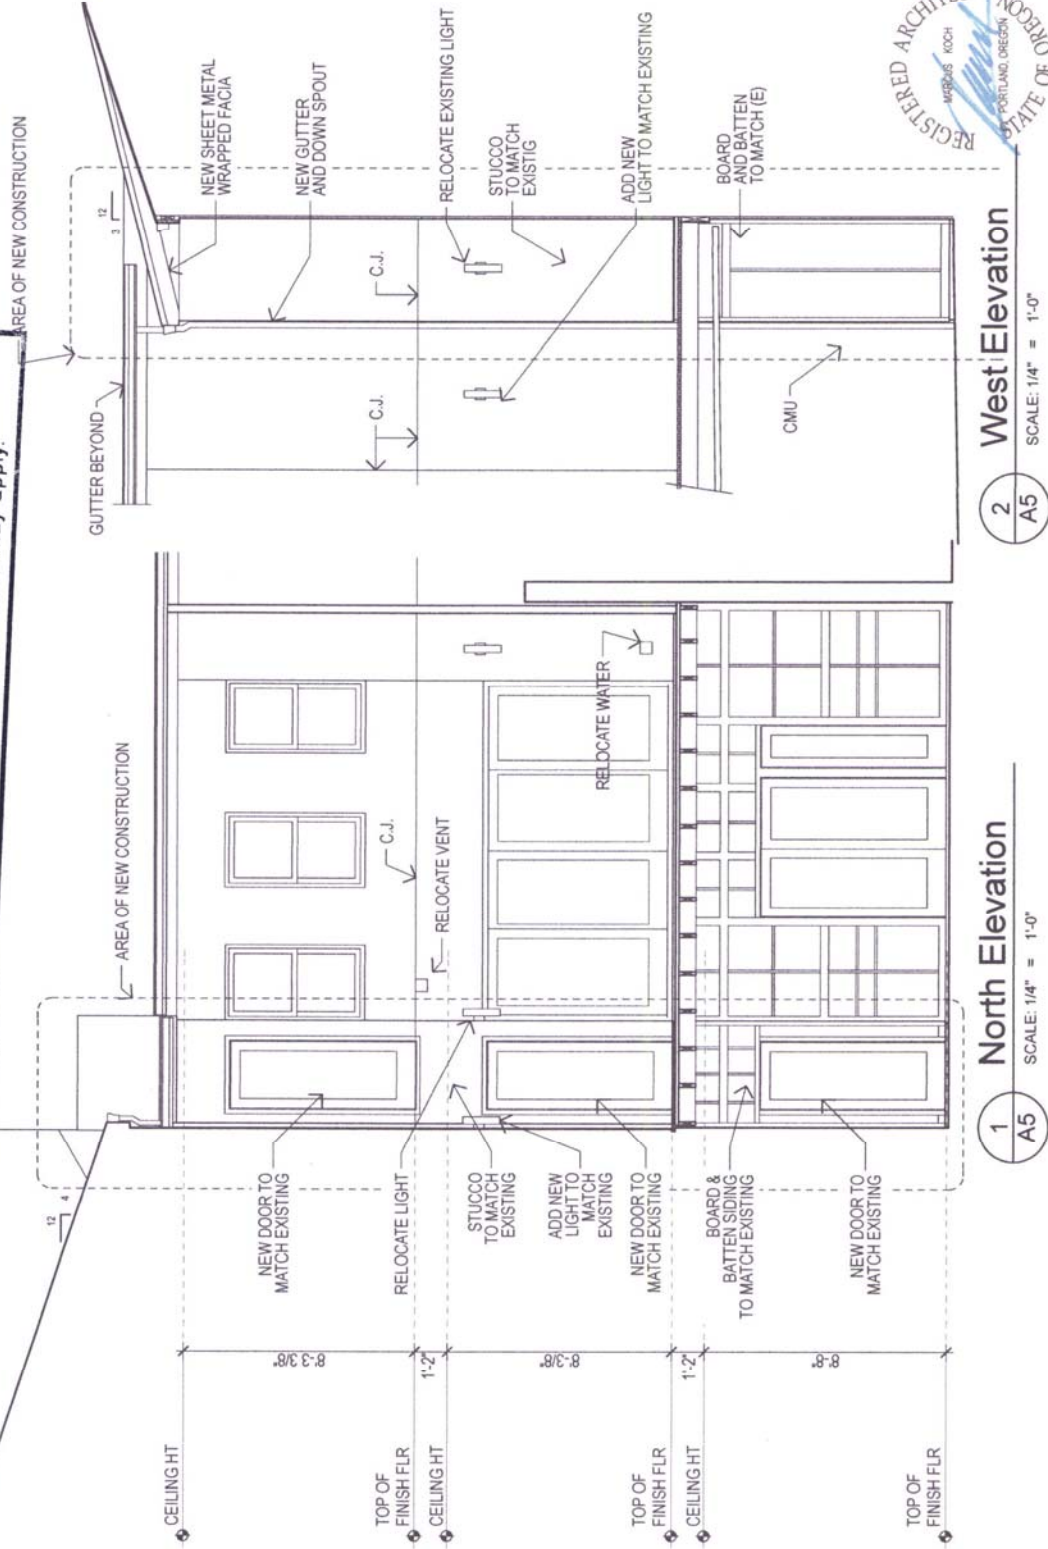 CEILING HT
TOP OF
FINISH FLR
CEILING HT
TOP OF
FINISH FLR
CEILING HT
TOP OF
FINISH FLR
8'-3 3/8"
1'-2"
8'-3/8"
1'-2"
8'-8"
12
4
NEW DOOR TO
MATCH EXISTING
RELOCATE LIGHT
STUCCO
TO MATCH
EXISTING
ADD NEW
LIGHT TO
MATCH
EXISTING
NEW DOOR TO
MATCH EXISTING
BOARD &
BATTEN SIDING
TO MATCH EXISTING
NEW DOOR TO
MATCH EXISTING
AREA OF NEW CONSTRUCTION
C.J.
RELOCATE VENT
RELOCATE WATER
1
A5
North Elevation
SCALE: 1/4" = 1'-0"
apply.
AREA OF NEW CONSTRUCTION
GUTTER BEYOND
3
12
NEW SHEET METAL
WRAPPED FACIA
NEW GUTTER
AND DOWN SPOUT
C.J.
C.J.
RELOCATE EXISTING LIGHT
STUCCO
TO MATCH
EXISTIG
ADD NEW
LIGHT TO MATCH EXISTING
CMU
BOARD
AND BATTEN
TO MATCH (E)
2
A5
West Elevation
SCALE: 1/4" = 1'-0"
REGISTERED ARCHITE
MARCUS KOCH
PORTLAND, OREGON
STATE OF OREGON